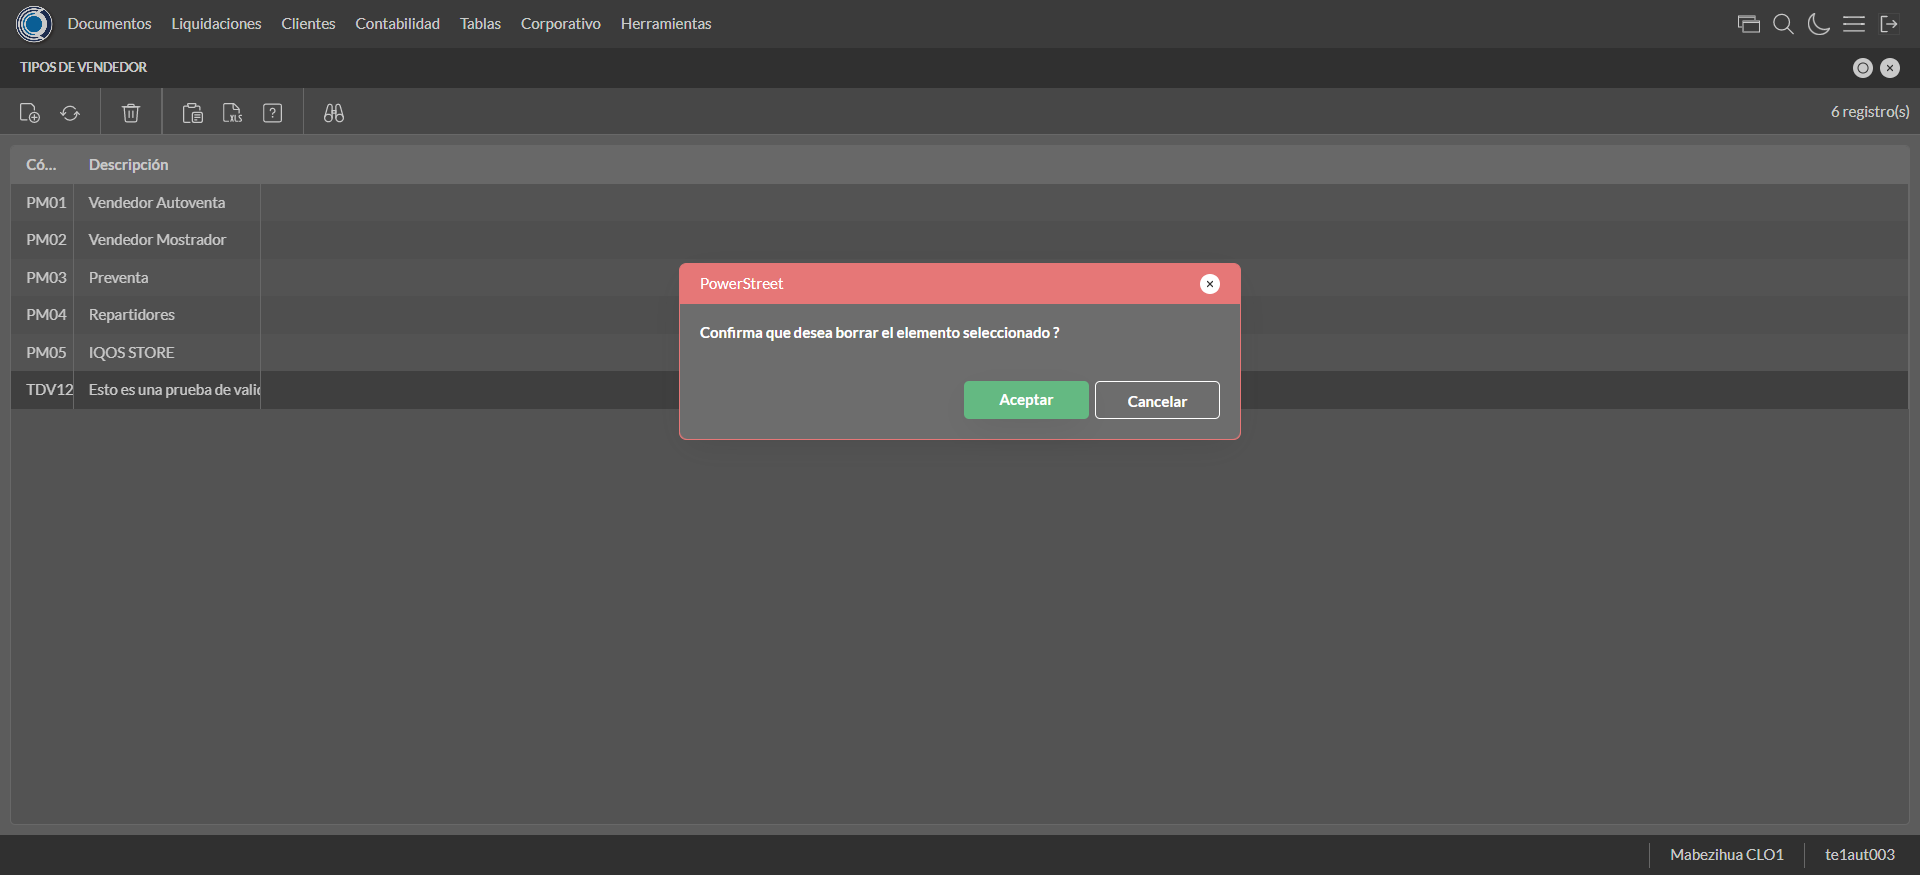 Documentos Liquidaciones Clientes Contabilidad Tablas Corporativo Herramientas
TIPOS DE VENDEDOR
XLS ? 6 registro(s)
Có... Descripción
PM01 Vendedor Autoventa
PM02 Vendedor Mostrador
PM03 Preventa
PM04 Repartidores
PM05 IQOS STORE
TDV12 Esto es una prueba de valid
PowerStreet
Confirma que desea borrar el elemento seleccionado ?
Aceptar Cancelar
Mabezihua CLO1 te1aut003